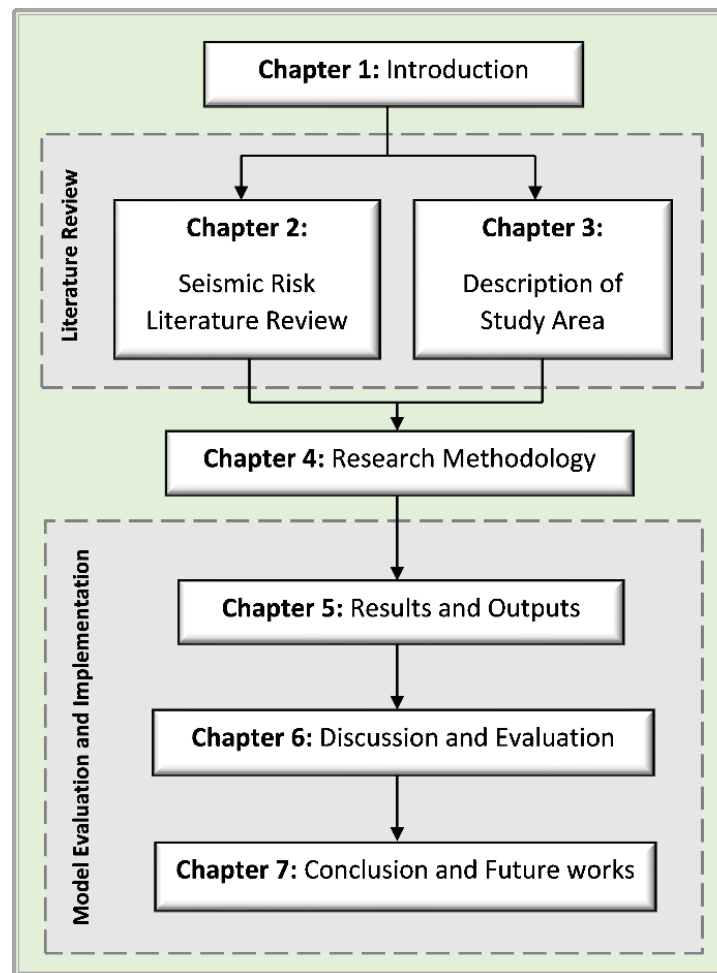 Chapter 1: Introduction
Literature Review
Chapter 2:
Seismic Risk
Literature Review
Chapter 3:
Description of
Study Area
Chapter 4: Research Methodology
Model Evaluation and Implementation
Chapter 5: Results and Outputs
Chapter 6: Discussion and Evaluation
Chapter 7: Conclusion and Future works